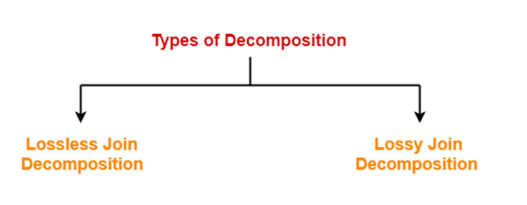 Types of Decomposition
Lossless Join
Decomposition
Lossy Join
Decomposition